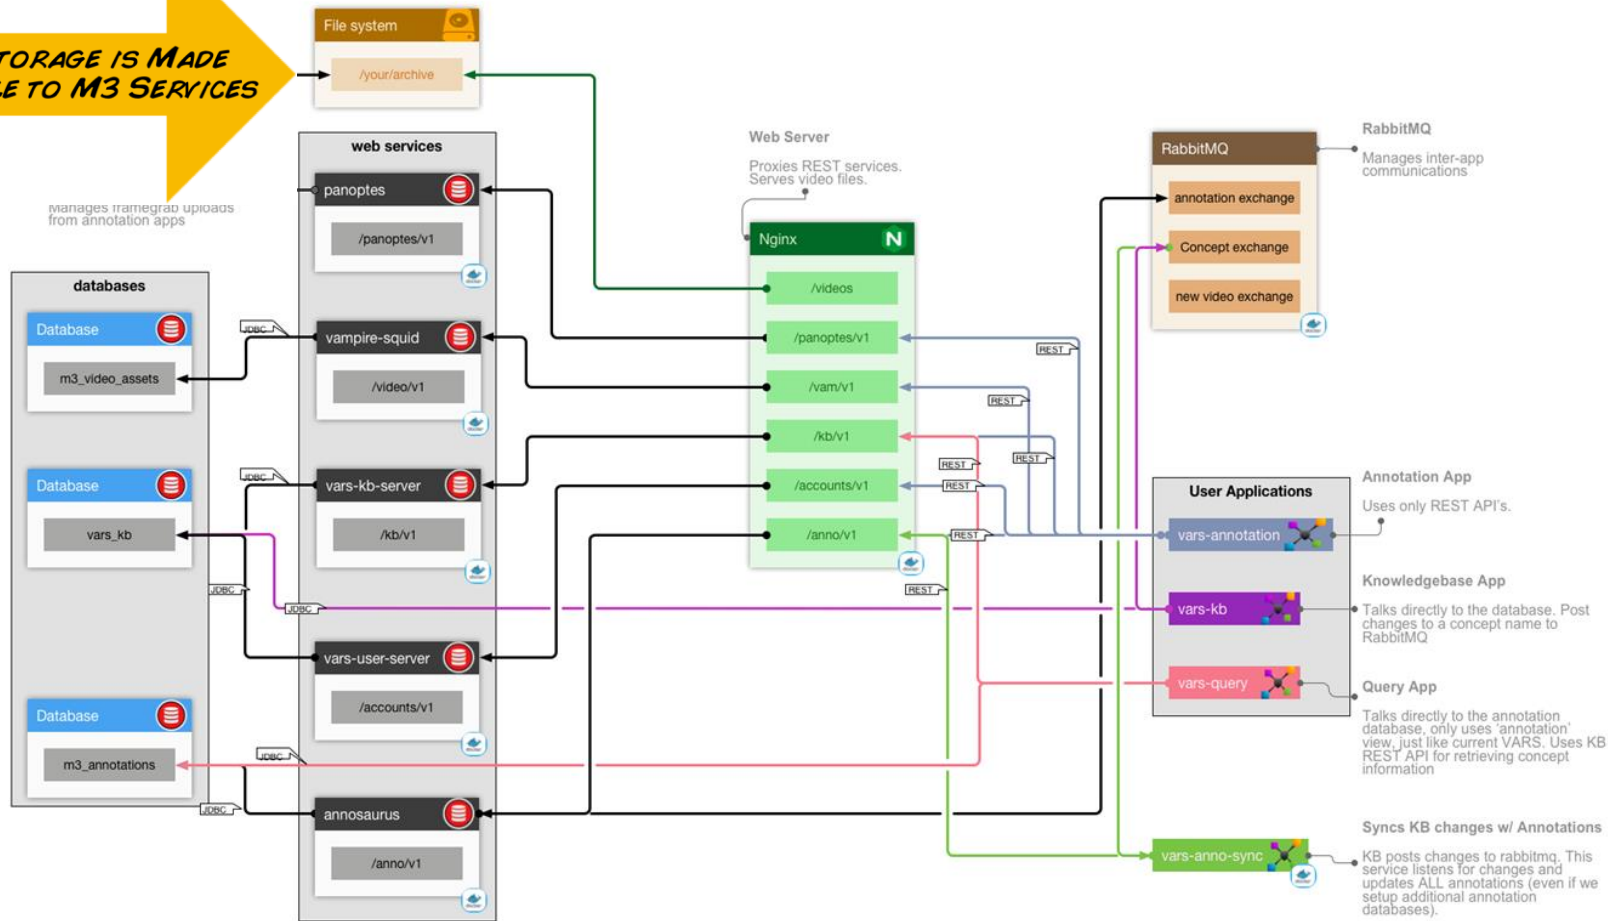 TORAGE IS MADE
LE TO M3 SERVICES
File system
/your/archive
Manages framegrab uploads
from annotation apps
databases
Database
m3_video_assets
Database
vars_kb
Database
m3_annotations
JDBC
JDBC
JDBC
JDBC
JDBC
JDBC
web services
panoptes
/panoptes/v1
vampire-squid
/video/v1
vars-kb-server
/kb/v1
vars-user-server
/accounts/v1
annosaurus
/anno/v1
Web Server
Proxies REST services.
Serves video files.
Nginx
N
/videos
/panoptes/v1
/vam/v1
/kb/v1
/accounts/v1
/anno/v1
REST
REST
REST
REST
REST
REST
REST
RabbitMQ
annotation exchange
Concept exchange
new video exchange
RabbitMQ
Manages inter-app
communications
User Applications
vars-annotation
vars-kb
vars-query
vars-anno-sync
Annotation App
Uses only REST API's.
Knowledgebase App
Talks directly to the database. Post
changes to a concept name to
RabbitMQ
Query App
Talks directly to the annotation
database, only uses 'annotation'
view, just like current VARS. Uses KB
REST API for retrieving concept
information
Syncs KB changes w/ Annotations
KB posts changes to rabbitmq. This
service listens for changes and
updates ALL annotations (even if we
setup additional annotation
databases).